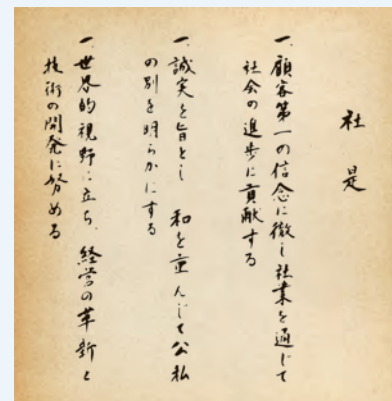 社是
一、顧客第一の信念に徹し社業を通じて
社会の進歩に貢献する
一、誠実を旨とし 和を重んじて公私
の別を明らかにする
一、世界的視野に立ち、経営の革新と
技術の開発に努める